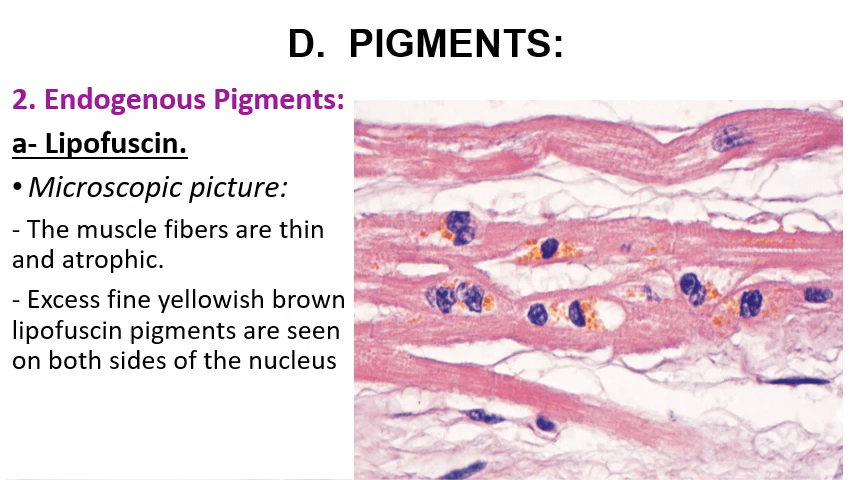 D. PIGMENTS:
2. Endogenous Pigments:
a- Lipofuscin.
• Microscopic picture:
- The muscle fibers are thin
and atrophic.
- Excess fine yellowish brown
lipofuscin pigments are seen
on both sides of the nucleus